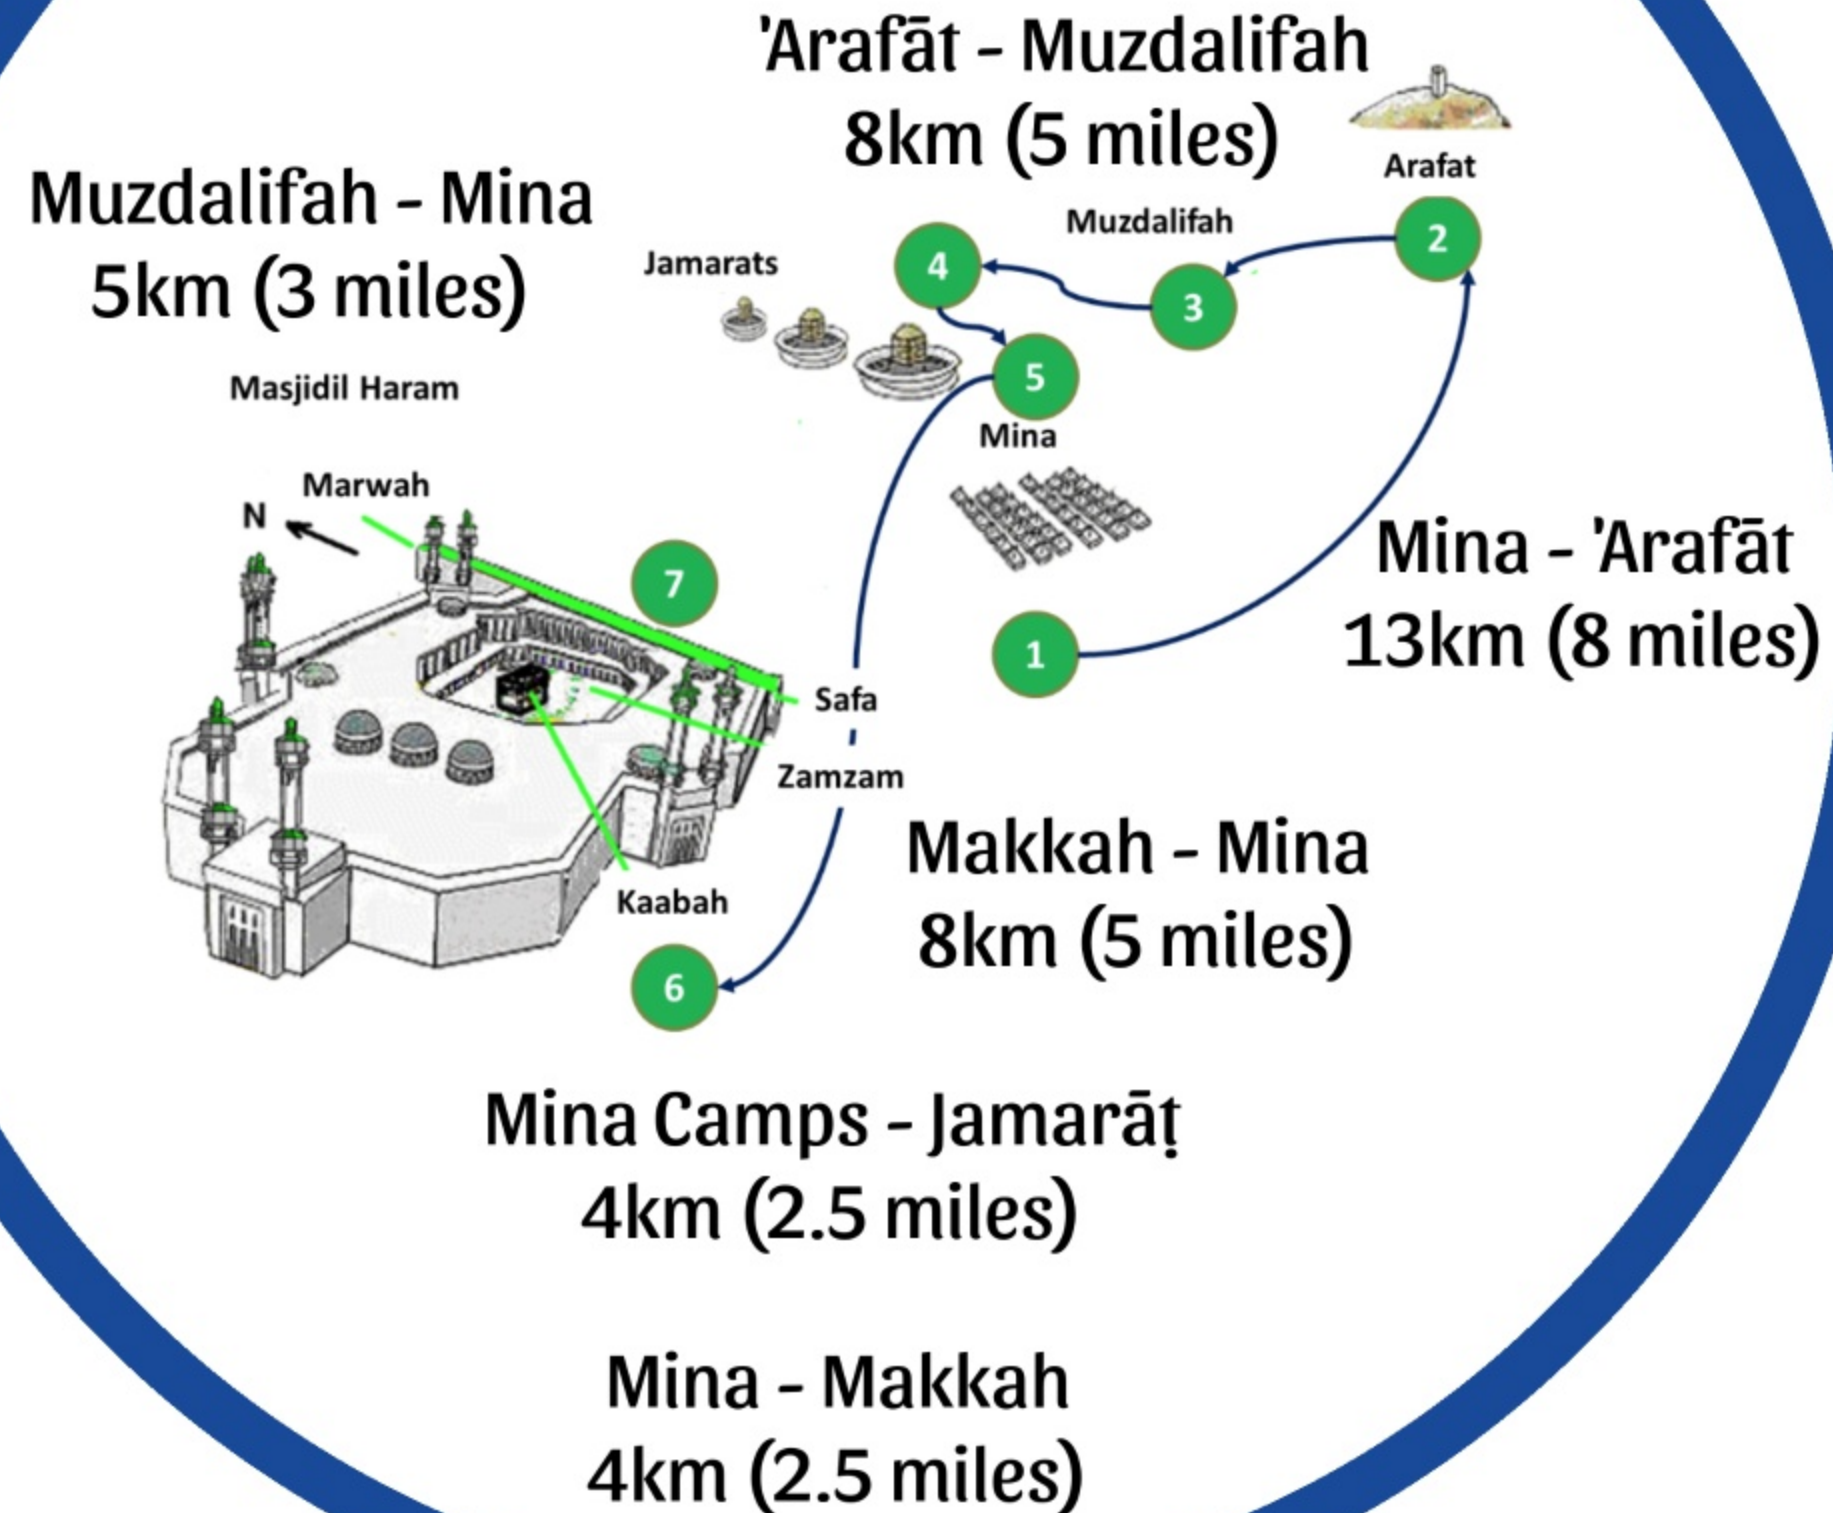 'Arafāt - Muzdalifah
8km (5 miles)
Arafat
Muzdalifah - Mina
5km (3 miles)
Muzdalifah
2
Jamarats
4
3
5
Masjidil Haram
Mina
Marwah
N
7
Mina - 'Arafāt
13km (8 miles)
1
Safa
Zamzam
Makkah - Mina
8km (5 miles)
Kaabah
6
Mina Camps - Jamarāṭ
4km (2.5 miles)
Mina - Makkah
4km (2.5 miles)